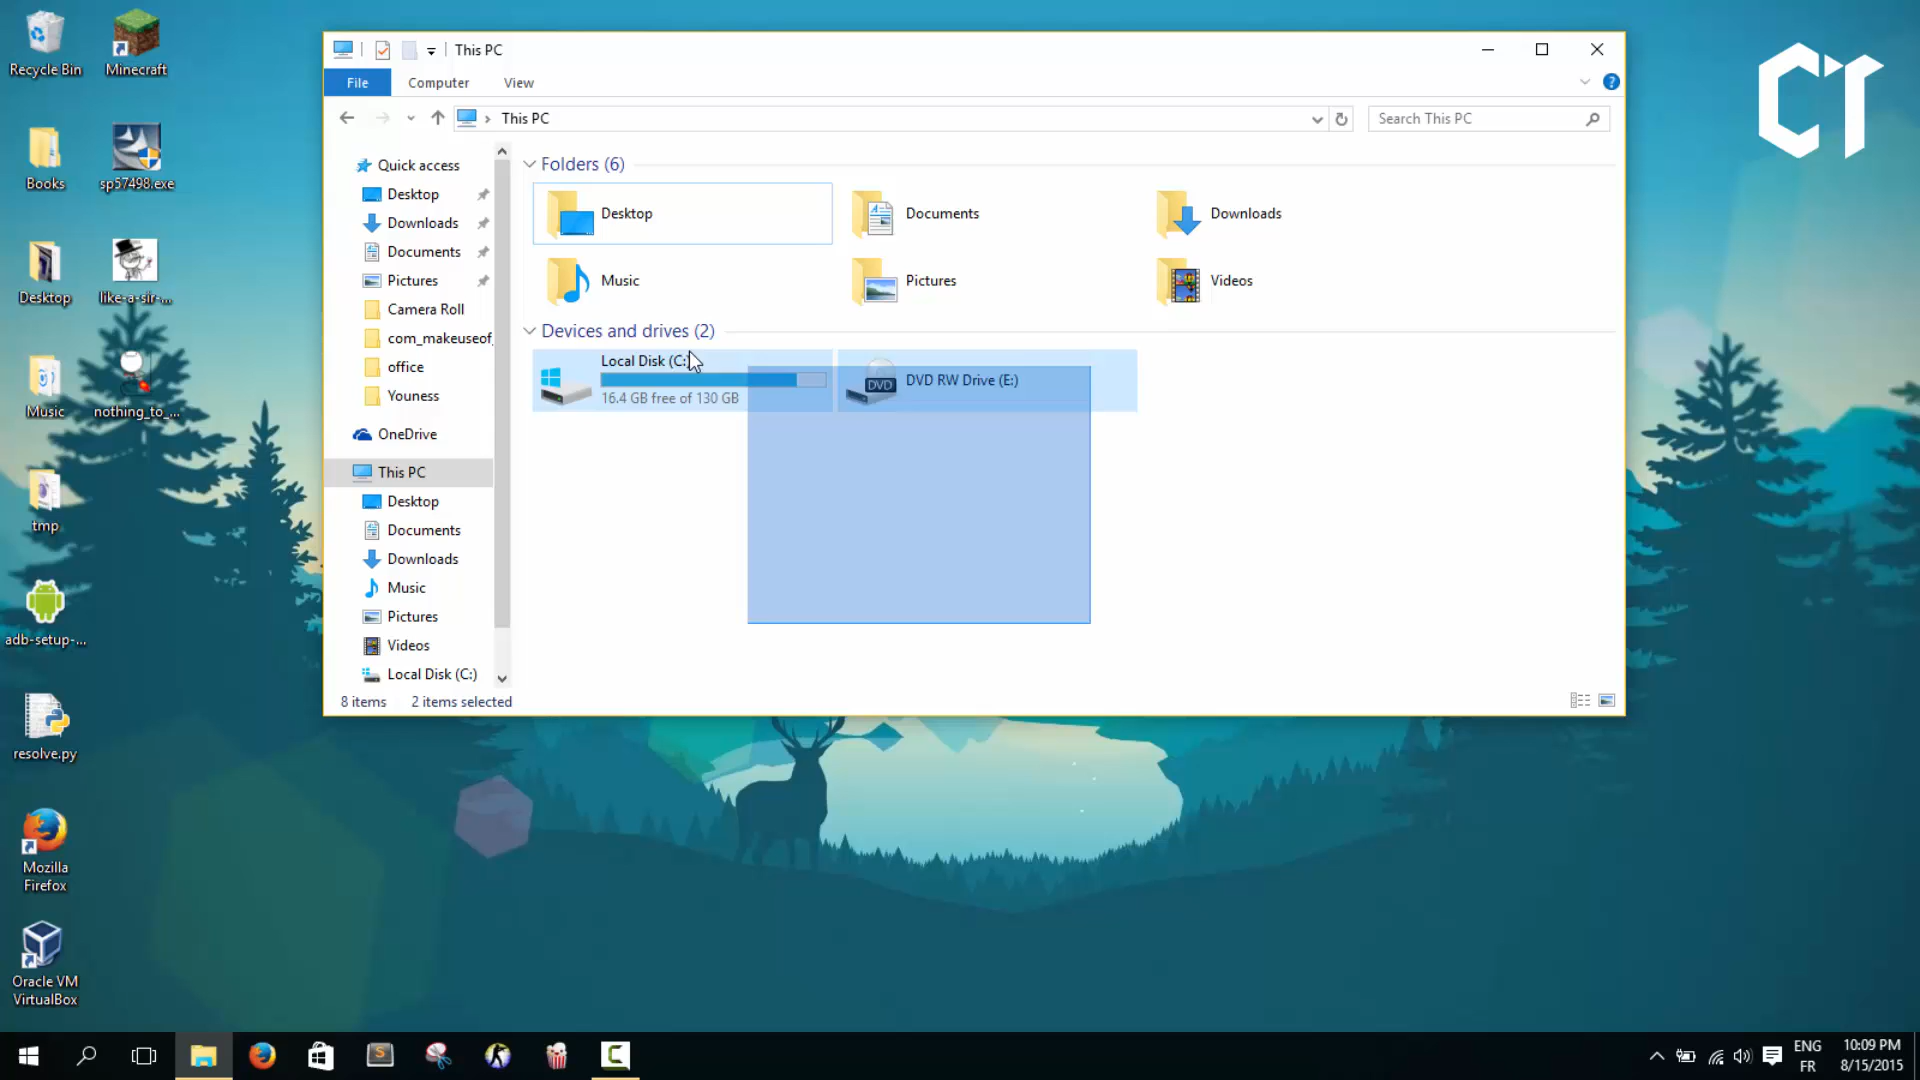 Recycle Bin
Minecraft
Books
sp57498.exe
Desktop
like-a-sir-...
Music
nothing_to_...
tmp
adb-setup-...
resolve.py
Mozilla
Firefox
Oracle VM
VirtualBox
This PC
File
Computer
View
This PC
Search This PC
Quick access
Desktop
Downloads
Documents
Pictures
Camera Roll
com_makeuseof_
office
Youness
OneDrive
This PC
Desktop
Documents
Downloads
Music
Pictures
Videos
Local Disk (C:)
Folders (6)
Desktop
Documents
Downloads
Music
Pictures
Videos
Devices and drives (2)
Local Disk (C:)
16.4 GB free of 130 GB
DVD
DVD RW Drive (E:)
8 items
2 items selected
CT
ENG
FR
10:09 PM
8/15/2015